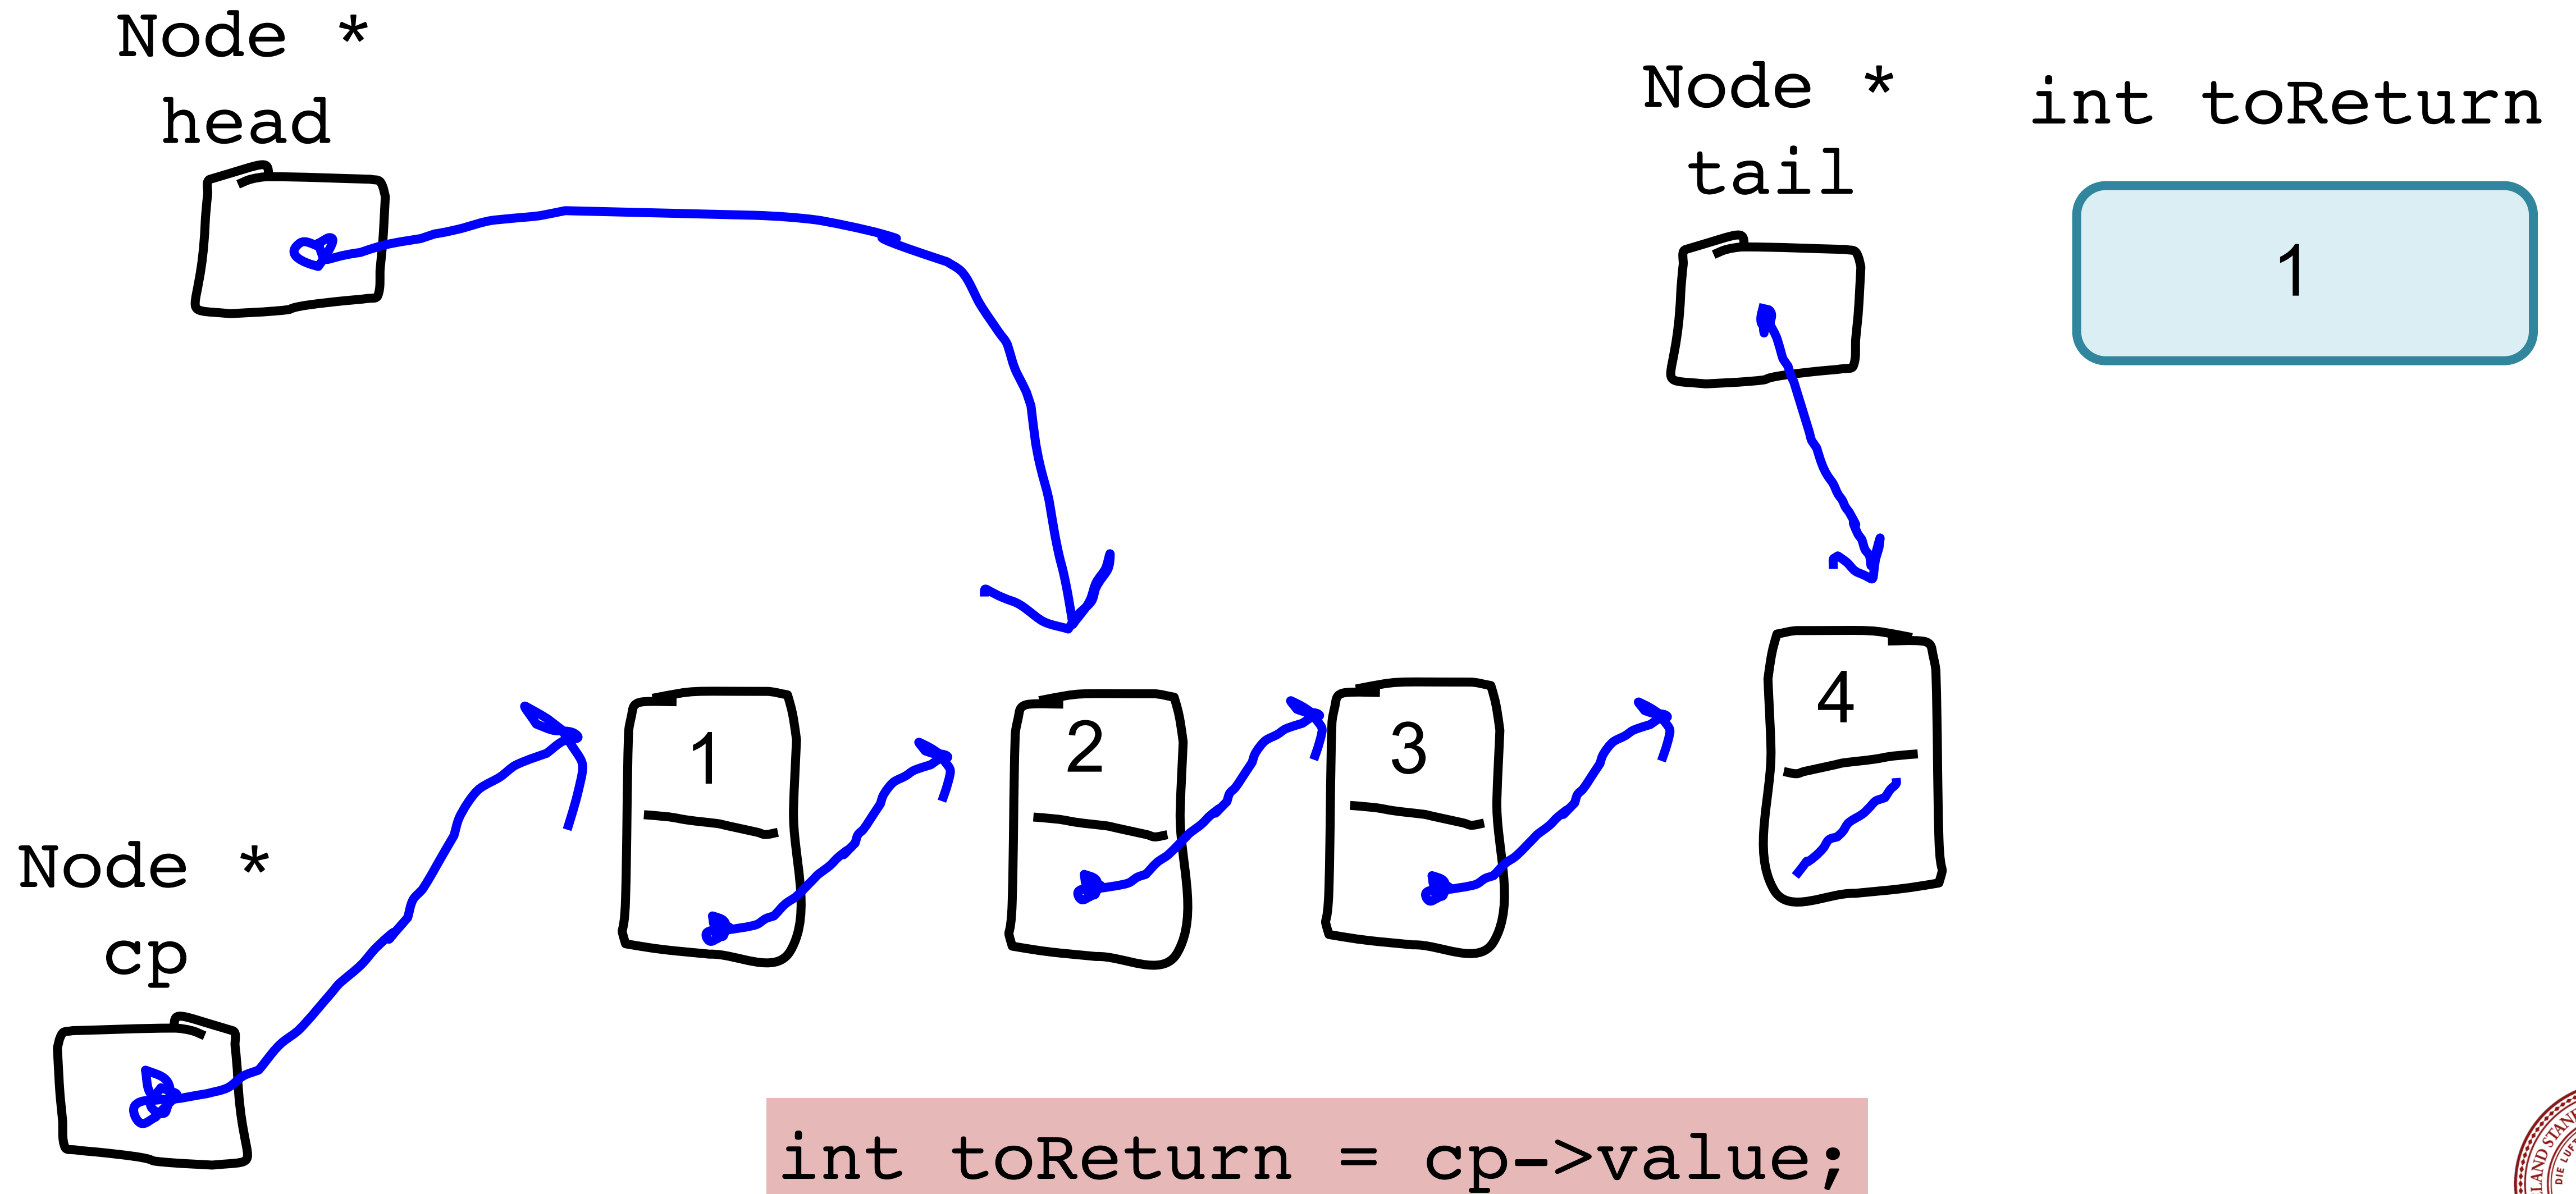 Node *
head
Node *
tail
int toReturn
1
1
2
3
4
Node *
cp
int toReturn = cp->value;